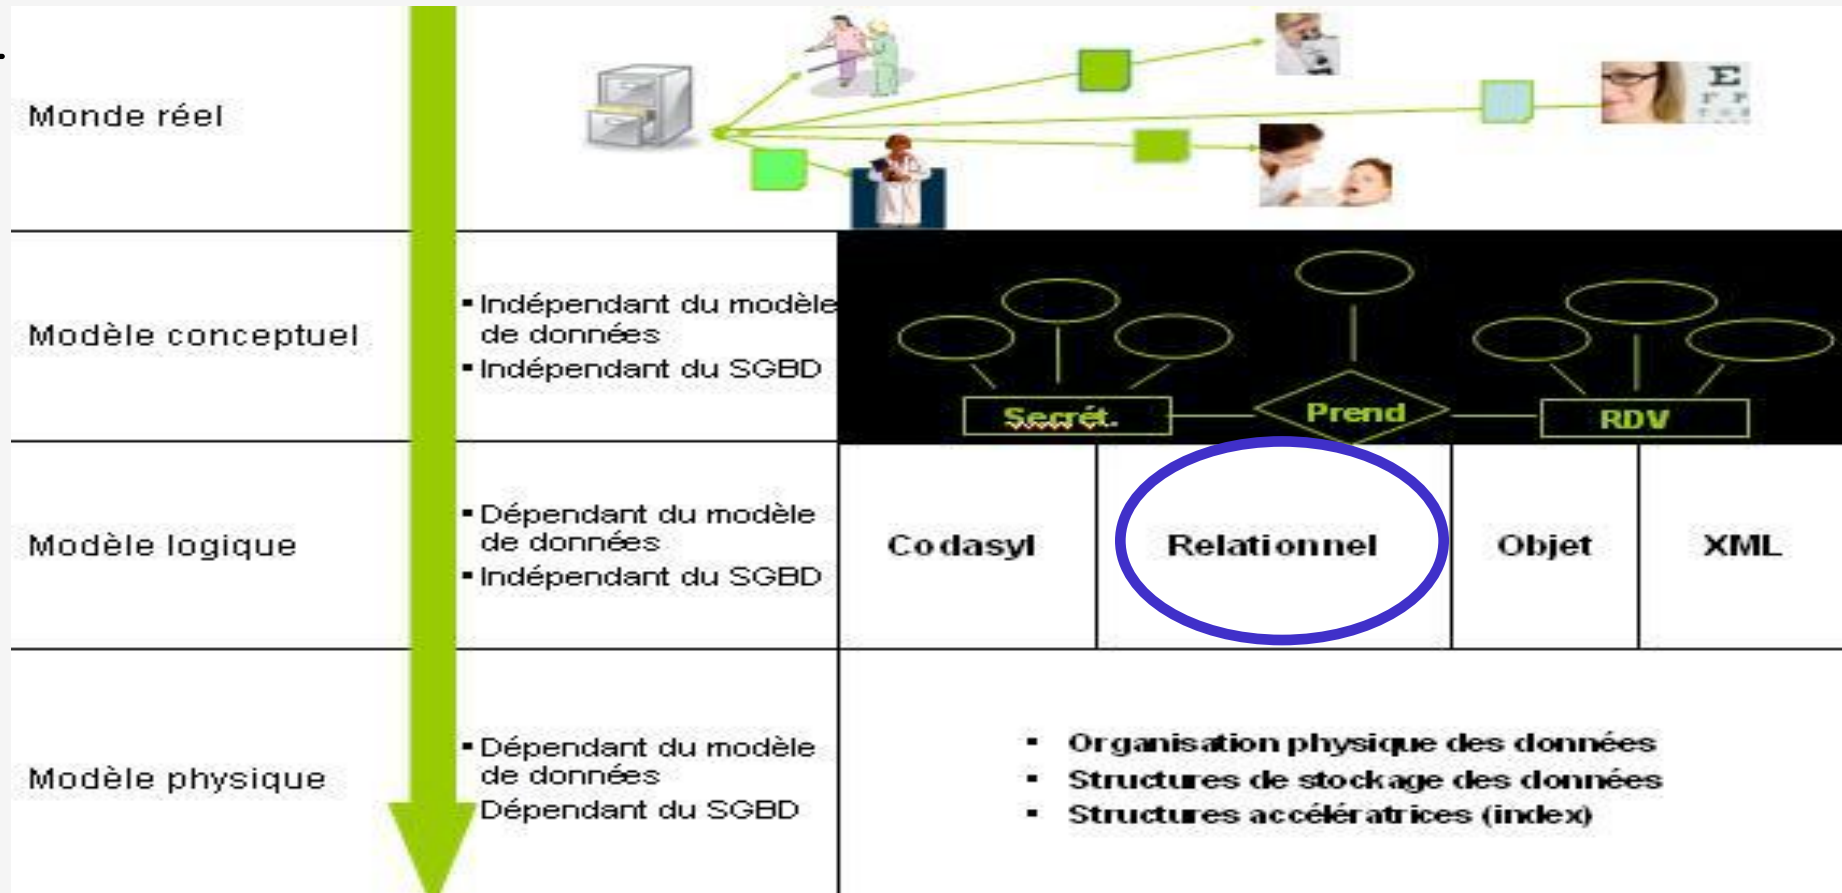 Monde réel
E
Modèle conceptuel
▪ Indépendant du modèle
de données
▪ Indépendant du SGBD
Secrét.
Prend
RDV
Modèle logique
▪ Dépendant du modèle
de données
▪ Indépendant du SGBD
Codasyl
Relationnel
Objet
XML
Modèle physique
▪ Dépendant du modèle
de données
Dépendant du SGBD
▪ Organisation physique des données
▪ Structures de stockage des données
▪ Structures accélératrices (index)